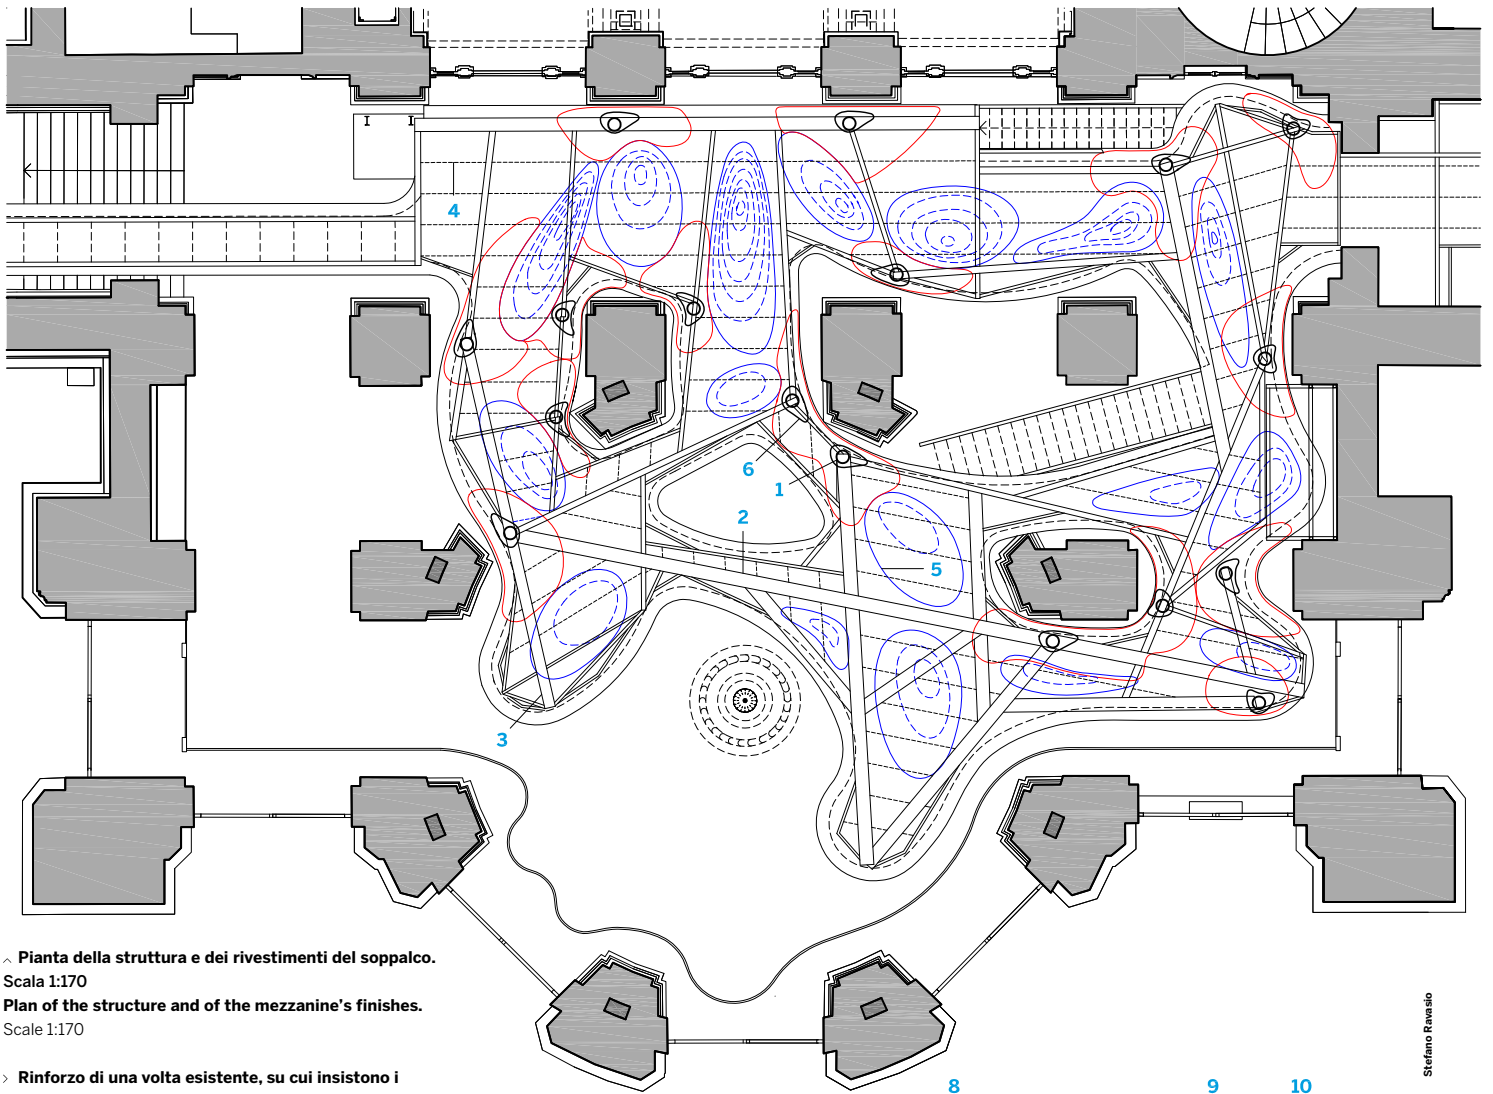 4
6
1
2
5
3
^ Pianta della struttura e dei rivestimenti del soppalco.
Scala 1:170
Plan of the structure and of the mezzanine's finishes.
Scale 1:170
› Rinforzo di una volta esistente, su cui insistono i
8
9
10
Stefano Ravasio